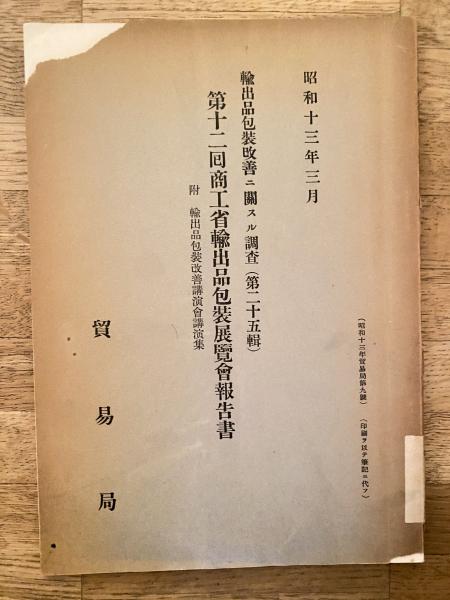 昭和十三年三月
(昭和十三年貿易局第九號)
(印刷ヲ以テ筆記ニ代フ)
輸出品包裝改善ニ關スル調査(第二十五輯)
第十二回商工省輸出品包裝展覽會報告書
附 輸出品包裝改善講演會講演集
貿易局